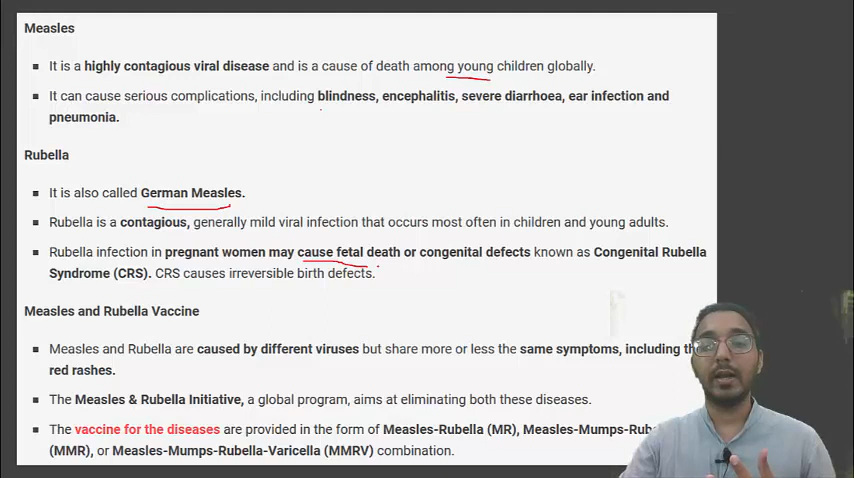 Measles
It is a highly contagious viral disease and is a cause of death among young children globally.
It can cause serious complications, including blindness, encephalitis, severe diarrhoea, ear infection and
pneumonia.
Rubella
It is also called German Measles.
Rubella is a contagious, generally mild viral infection that occurs most often in children and young adults.
Rubella infection in pregnant women may cause fetal death or congenital defects known as Congenital Rubella
Syndrome (CRS). CRS causes irreversible birth defects.
Measles and Rubella Vaccine
Measles and Rubella are caused by different viruses but share more or less the same symptoms, including
red rashes.
The Measles & Rubella Initiative, a global program, aims at eliminating both these diseases.
The vaccine for the diseases are provided in the form of Measles-Rubella (MR), Measles-Mumps-
(MMR), or Measles-Mumps-Rubella-Varicella (MMRV) combination.